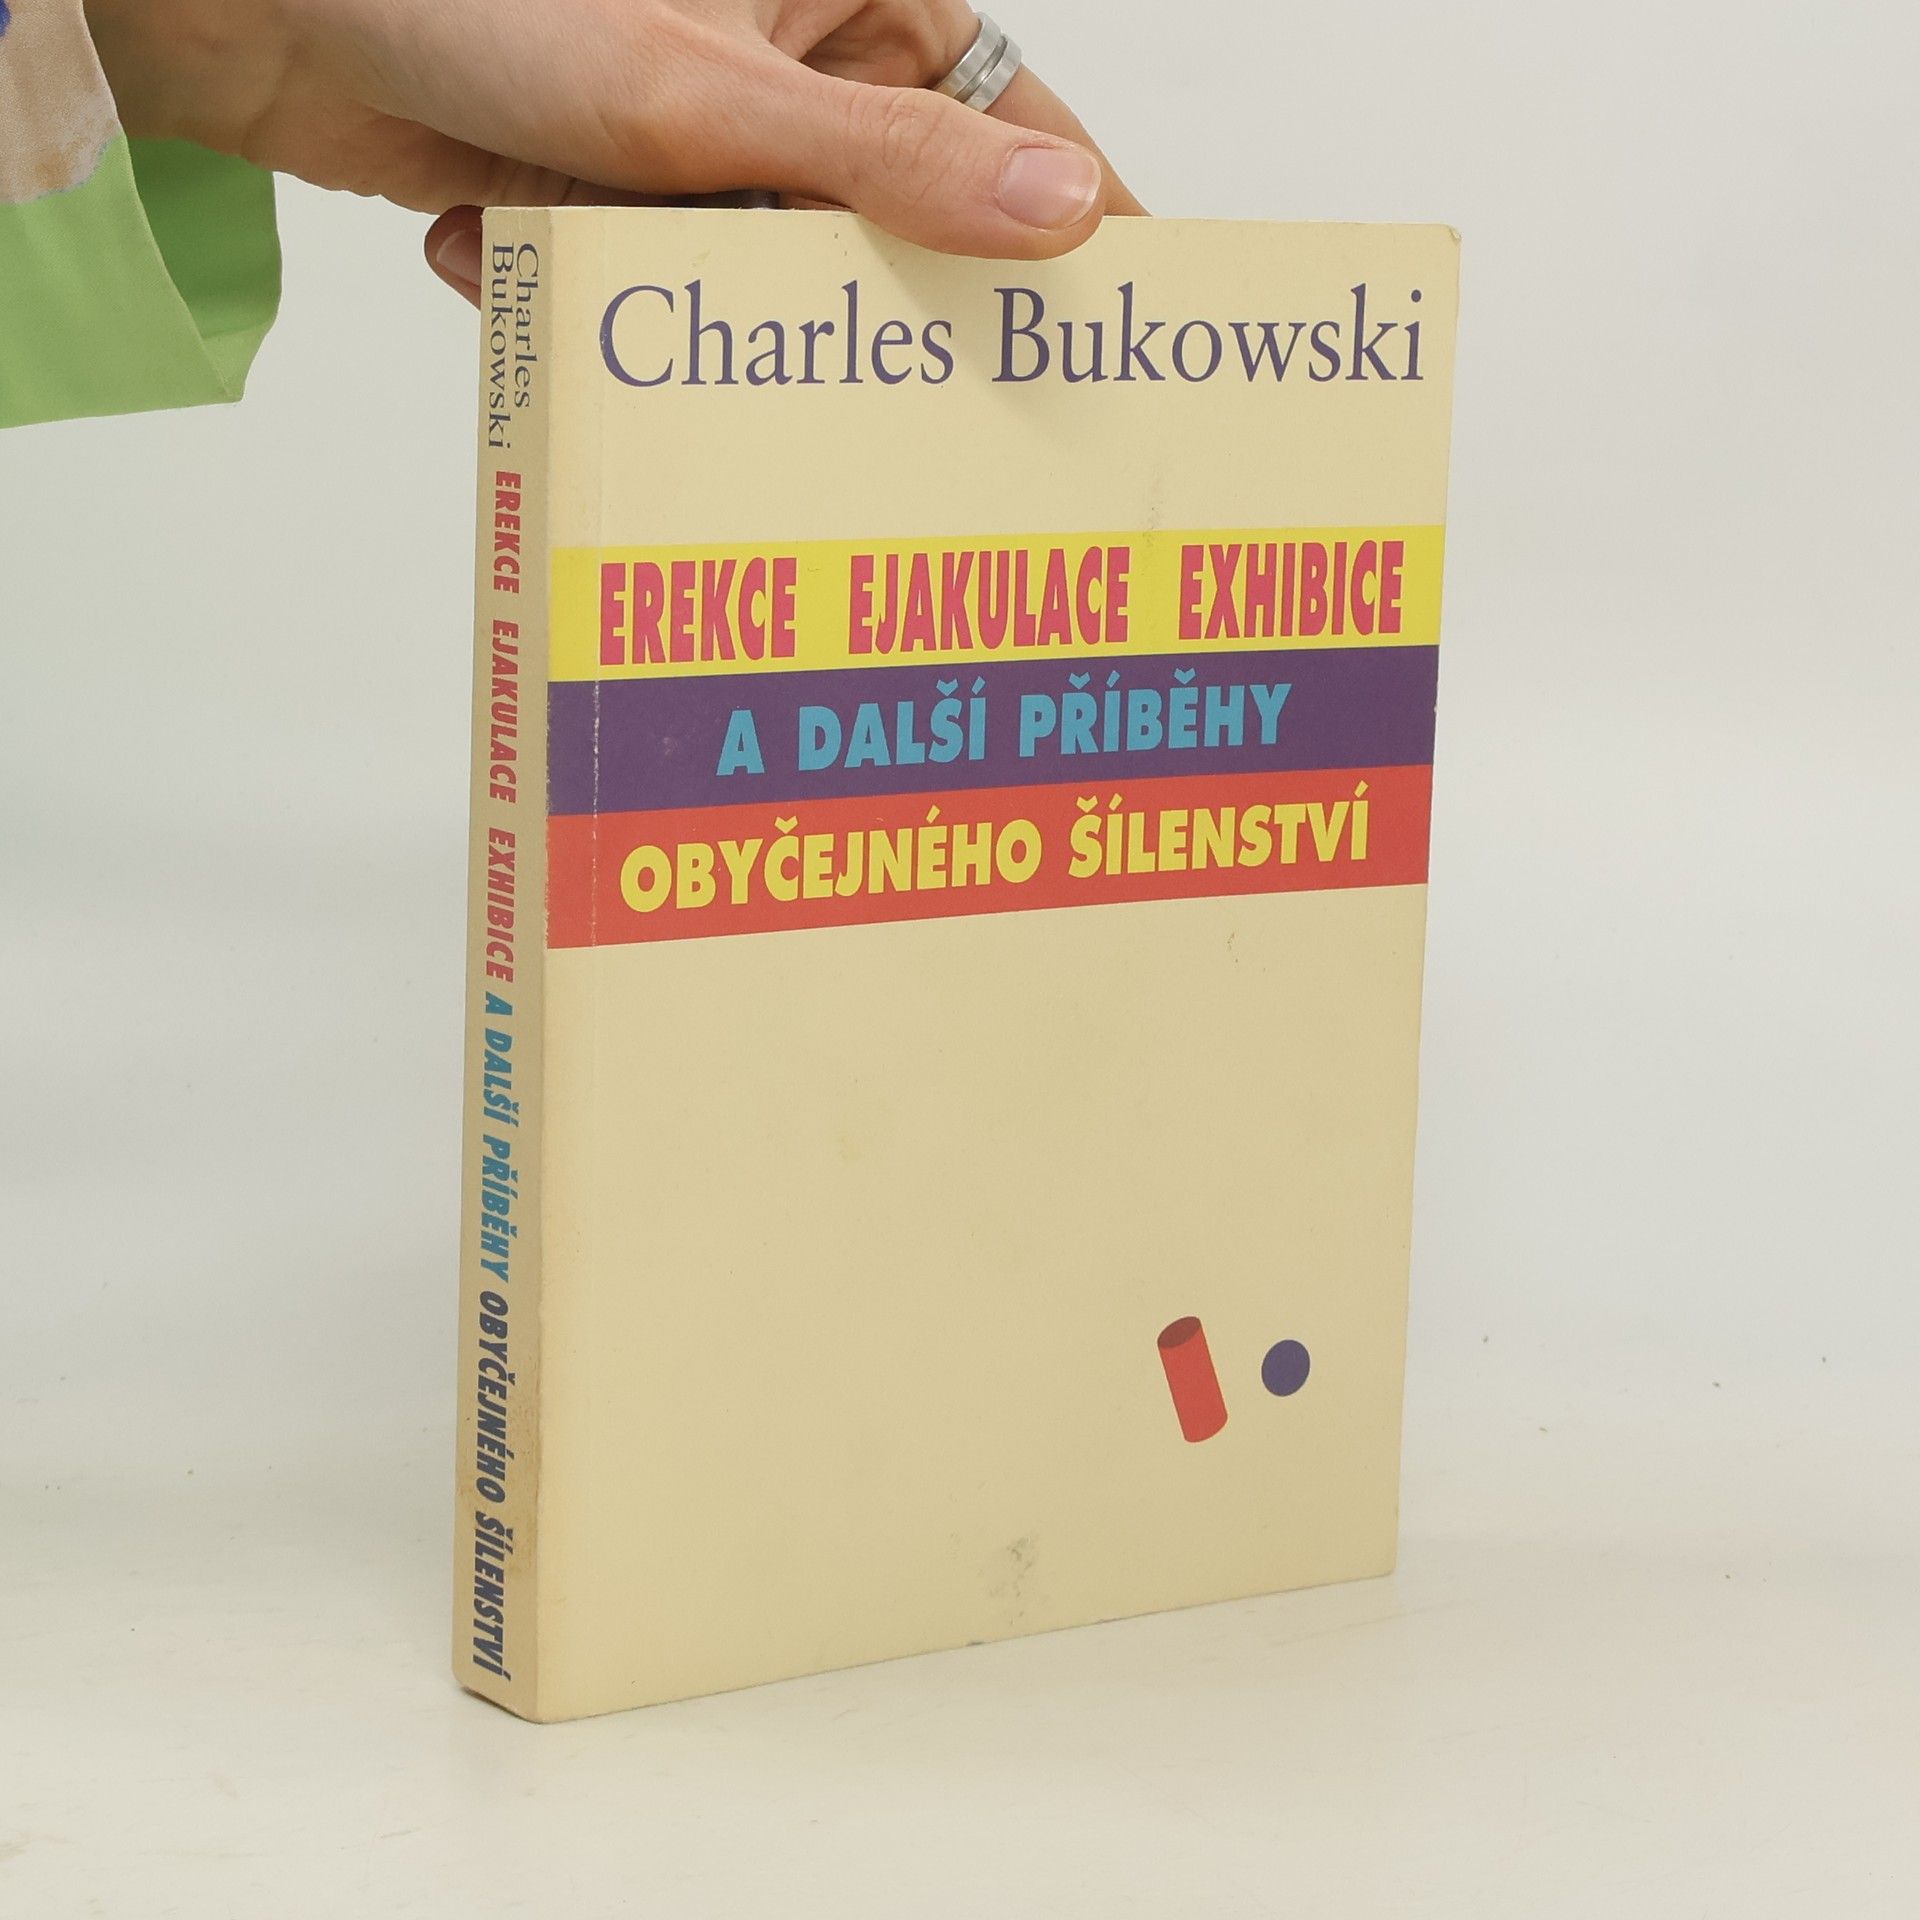 Charles Bukowski
EREKCE EJAKULACE EXHIBICE
A DALŠÍ PŘÍBĚHY
OBYČEJNÉHO ŠÍLENSTVÍ
Charles
Bukowski
EREKCE EJAKULACE EXHIBICE A DALŠÍ PŘÍBĚHY OBYČEJNÉHO ŠÍLENSTVÍ